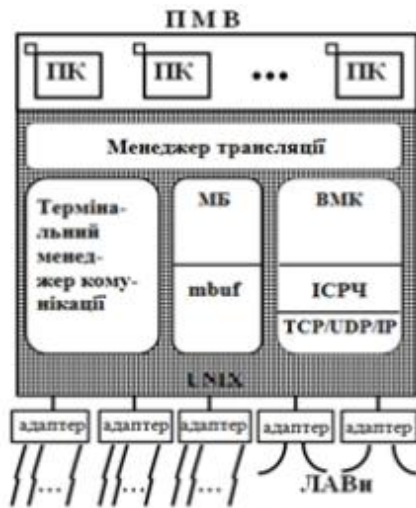 П М В
ПК ПК ••• ПК
Менеджер трансляції
Терміна-
льний
менед-
жер кому-
нікації
МБ
mbuf
ВМК
ІСРЧ
TCP/UDP/IP
UNIX
адаптер адаптер адаптер адаптер адаптер
... ... ... ЛАВи